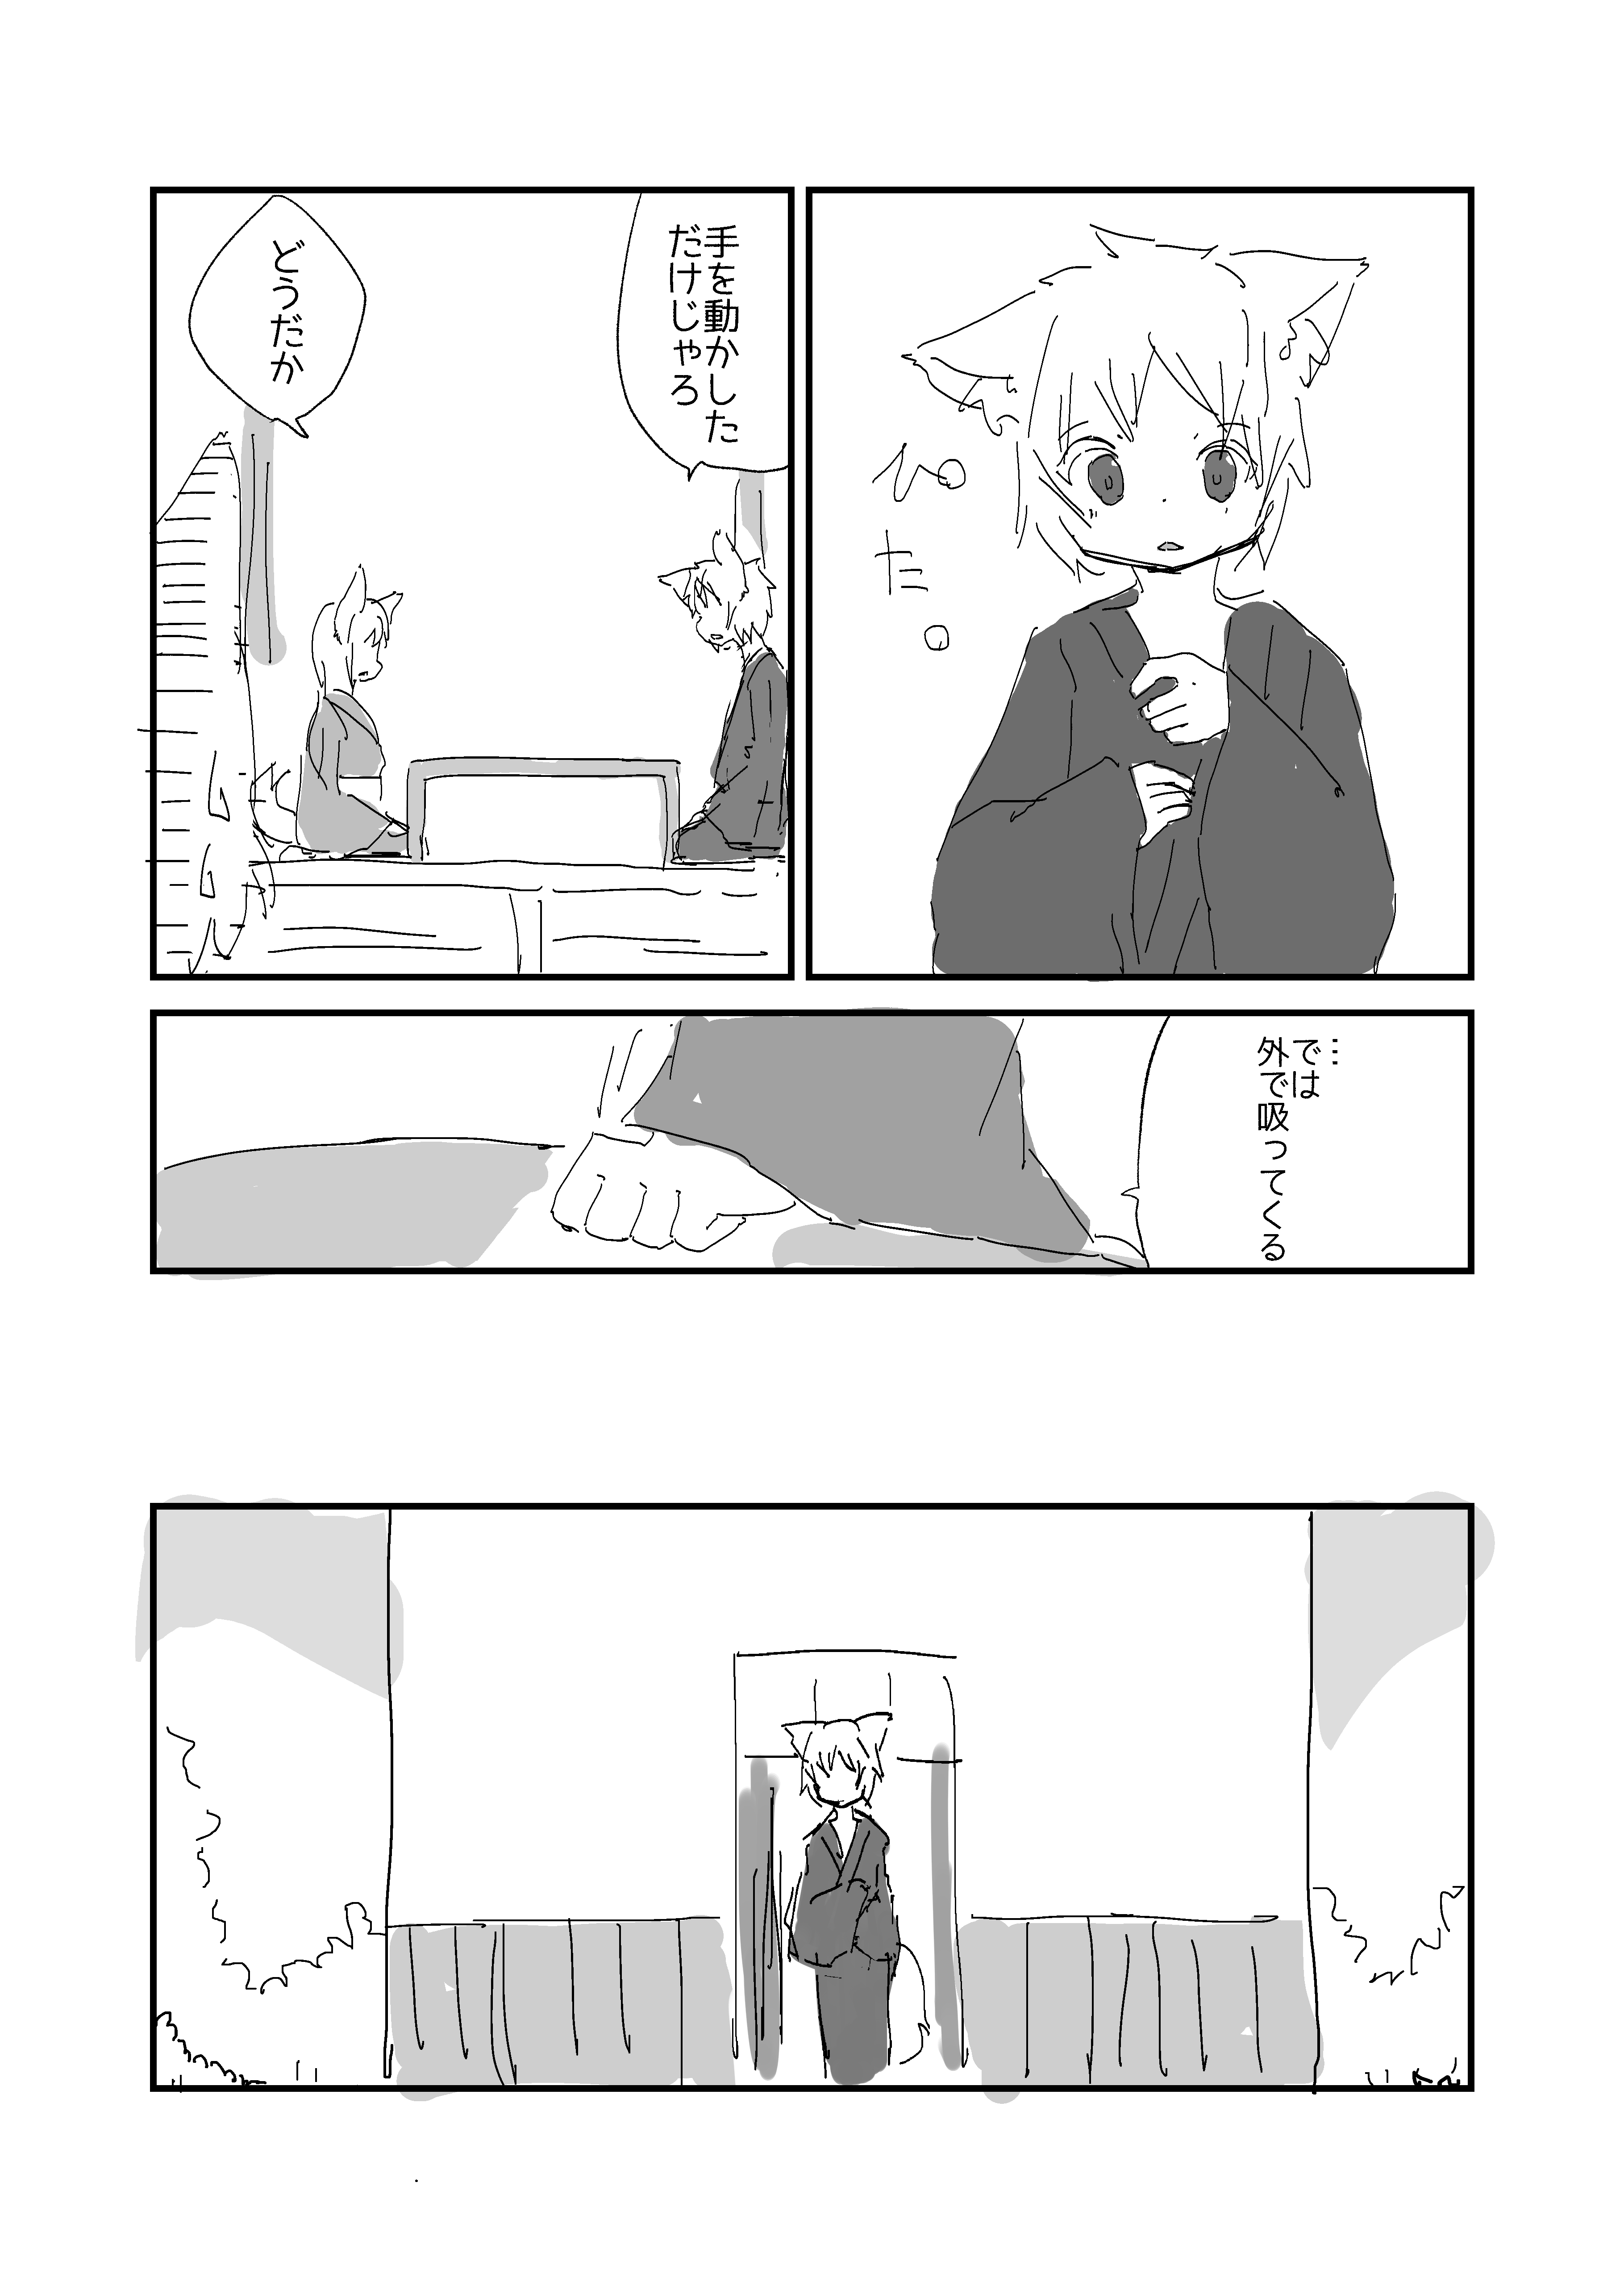 ぴた。
手を動かした
だけじゃろ
どうだか
…
では
外で吸ってくる